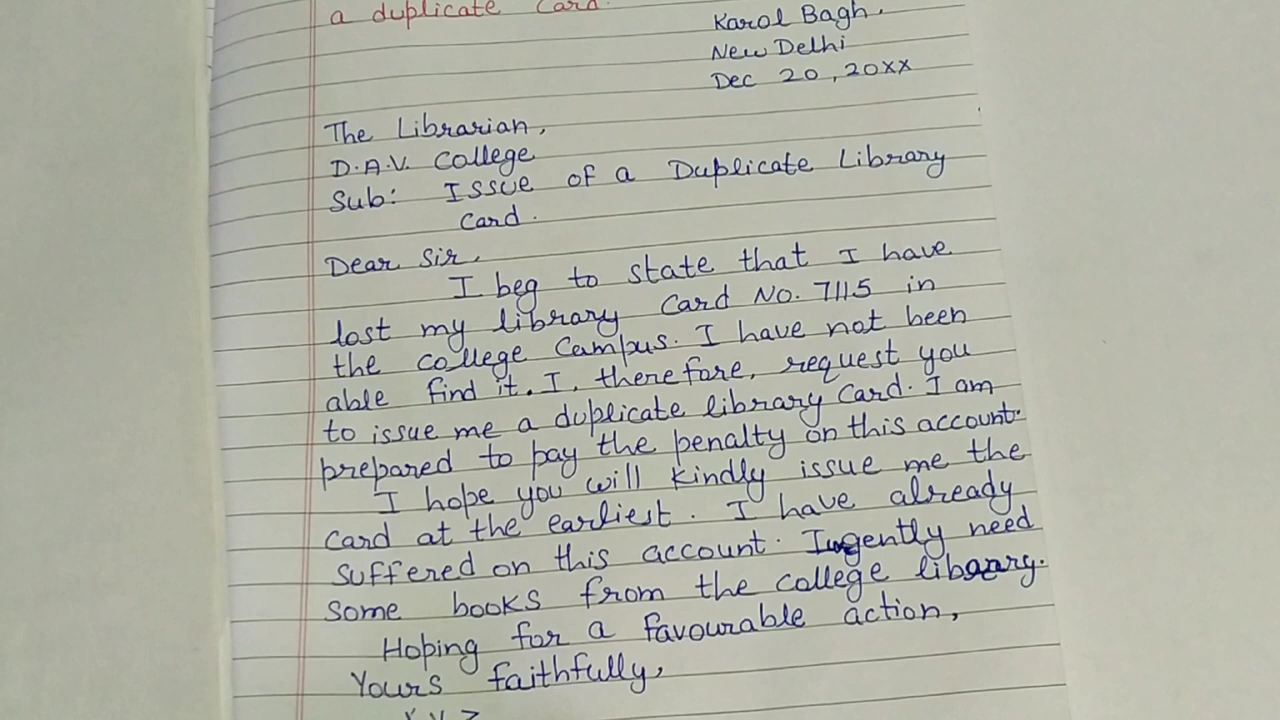 a duplicate Card.
Karol Bagh.
New Delhi
Dec 20, 20xx
The Librarian,
D.A.V. College
Sub: Issue of a Duplicate Library
Card.
Dear Sir,
I beg to state that I have
lost my library Card No. 7115 in
the college Campus. I have not been
able find it. I, therefore, request you
to issue me a duplicate library Card. I am
prepared to pay the penalty on this account.
I hope you will kindly issue me the
card at the earliest. I have already
suffered on this account. I urgently need
some books from the college library.
Hoping for a favourable action,
Yours faithfully,
X Y Z